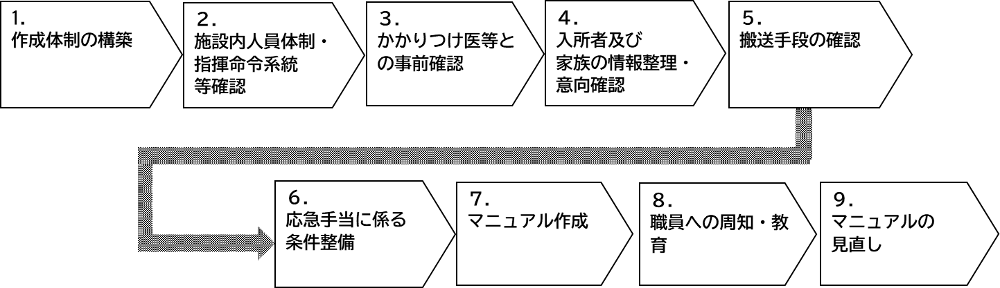 1.
作成体制の構築
２.
施設内人員体制・
指揮命令系統
等確認
３.
かかりつけ医等と
の事前確認
４.
入所者及び
家族の情報整理・
意向確認
５.
搬送手段の確認
６.
応急手当に係る
条件整備
７.
マニュアル作成
８.
職員への周知・教
育
９.
マニュアルの
見直し